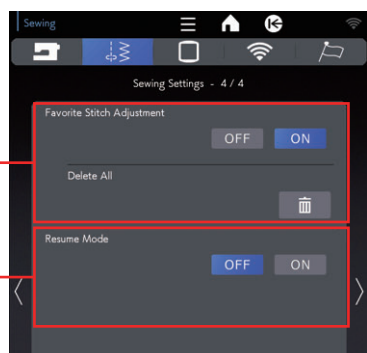 Sewing
Sewing Settings - 4 / 4
Favorite Stitch Adjustment
OFF ON
Delete All
Resume Mode
OFF ON